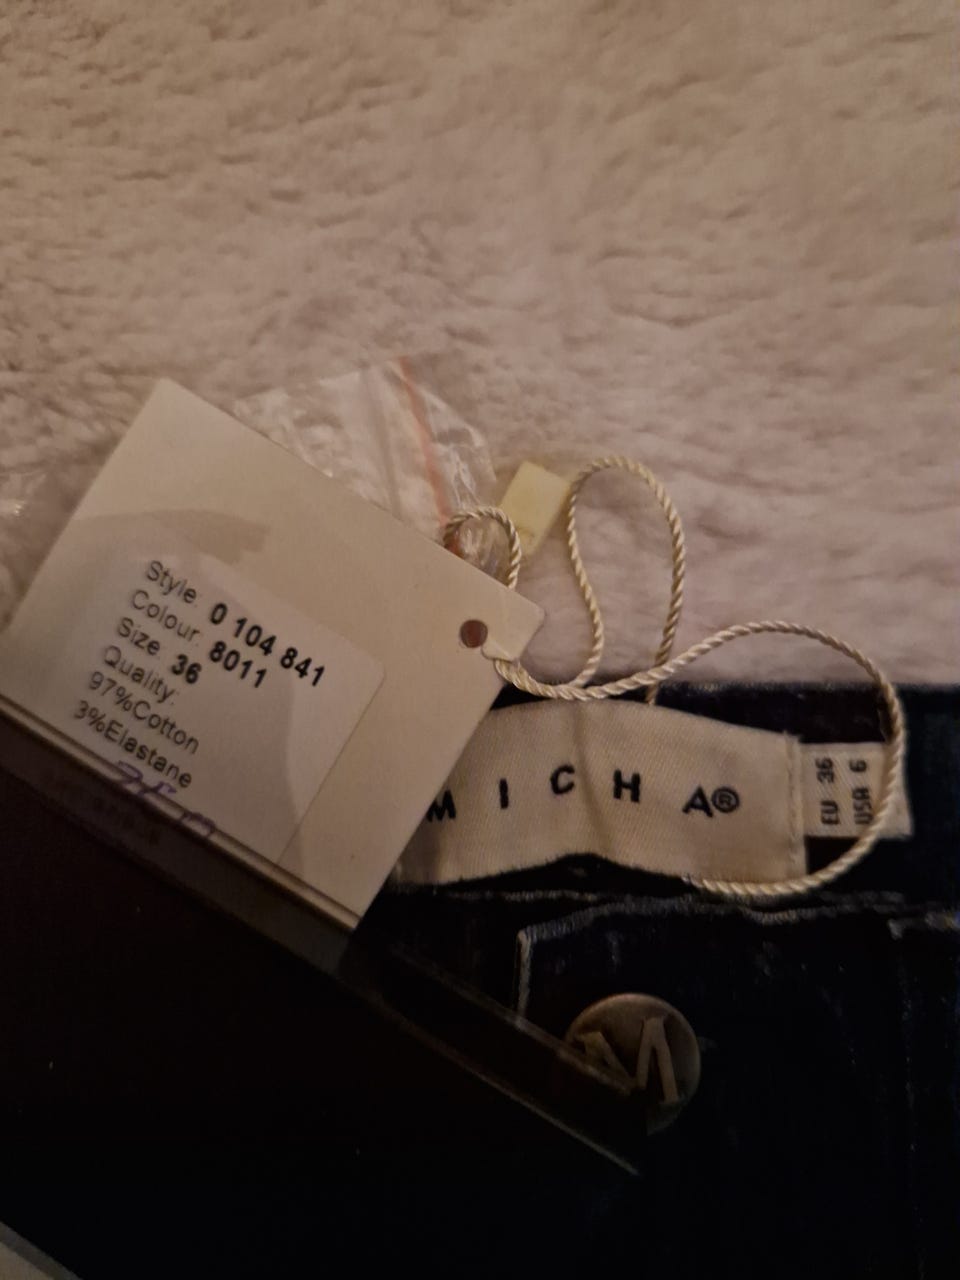 Style: 0 104 841
Colour: 8011
Size: 36
Quality:
97%Cotton
3%Elastane
MICHA®
EU 36
USA 6
M